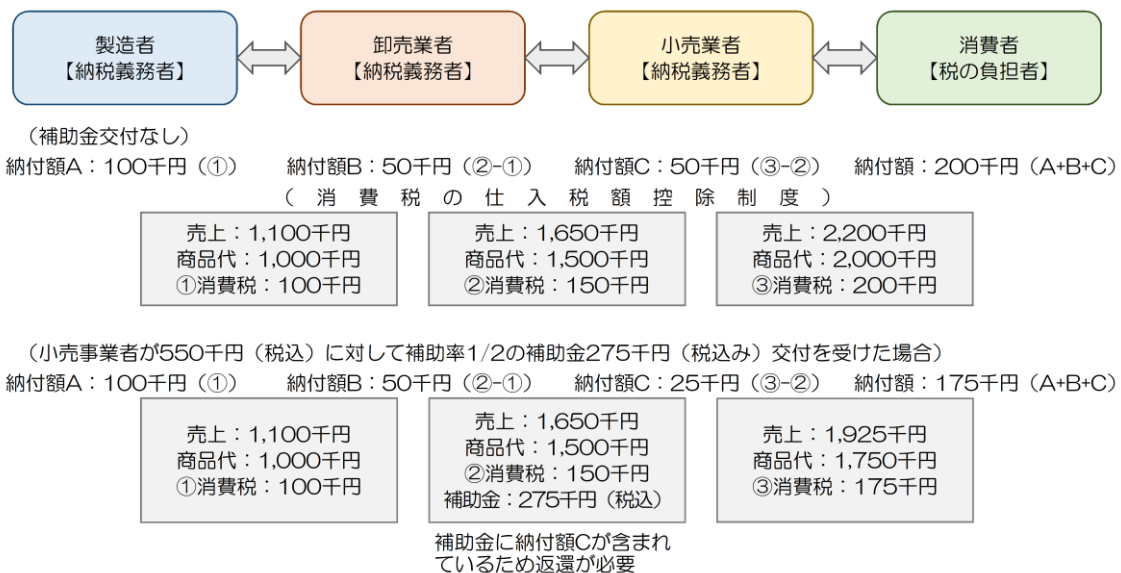 製造者
【納税義務者】
卸売業者
【納税義務者】
小売業者
【納税義務者】
消費者
【税の負担者】
（補助金交付なし）
納付額A：100千円（①）
納付額B：50千円（②-①）
納付額C：50千円（③-②）
納付額：200千円（A+B+C）
（消費税の仕入税額控除制度）
売上：1,100千円
商品代：1,000千円
①消費税：100千円
売上：1,650千円
商品代：1,500千円
②消費税：150千円
売上：2,200千円
商品代：2,000千円
③消費税：200千円
（小売事業者が550千円（税込）に対して補助率1/2の補助金275千円（税込み）交付を受けた場合）
納付額A：100千円（①）
納付額B：50千円（②-①）
納付額C：25千円（③-②）
納付額：175千円（A+B+C）
売上：1,100千円
商品代：1,000千円
①消費税：100千円
売上：1,650千円
商品代：1,500千円
②消費税：150千円
補助金：275千円（税込）
売上：1,925千円
商品代：1,750千円
③消費税：175千円
補助金に納付額Cが含まれ
ているため返還が必要